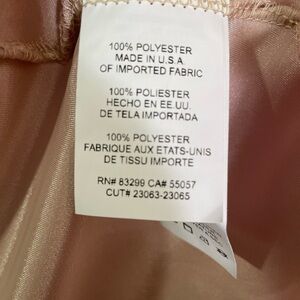 100% POLYESTER
MADE IN U.S.A.
OF IMPORTED FABRIC
100% POLIESTER
HECHO EN EE.UU.
DE TELA IMPORTADA
100% POLYESTER
FABRIQUE AUX ETATS-UNIS
DE TISSU IMPORTE
RN# 83299 CA# 55057
CUT# 23063-23065